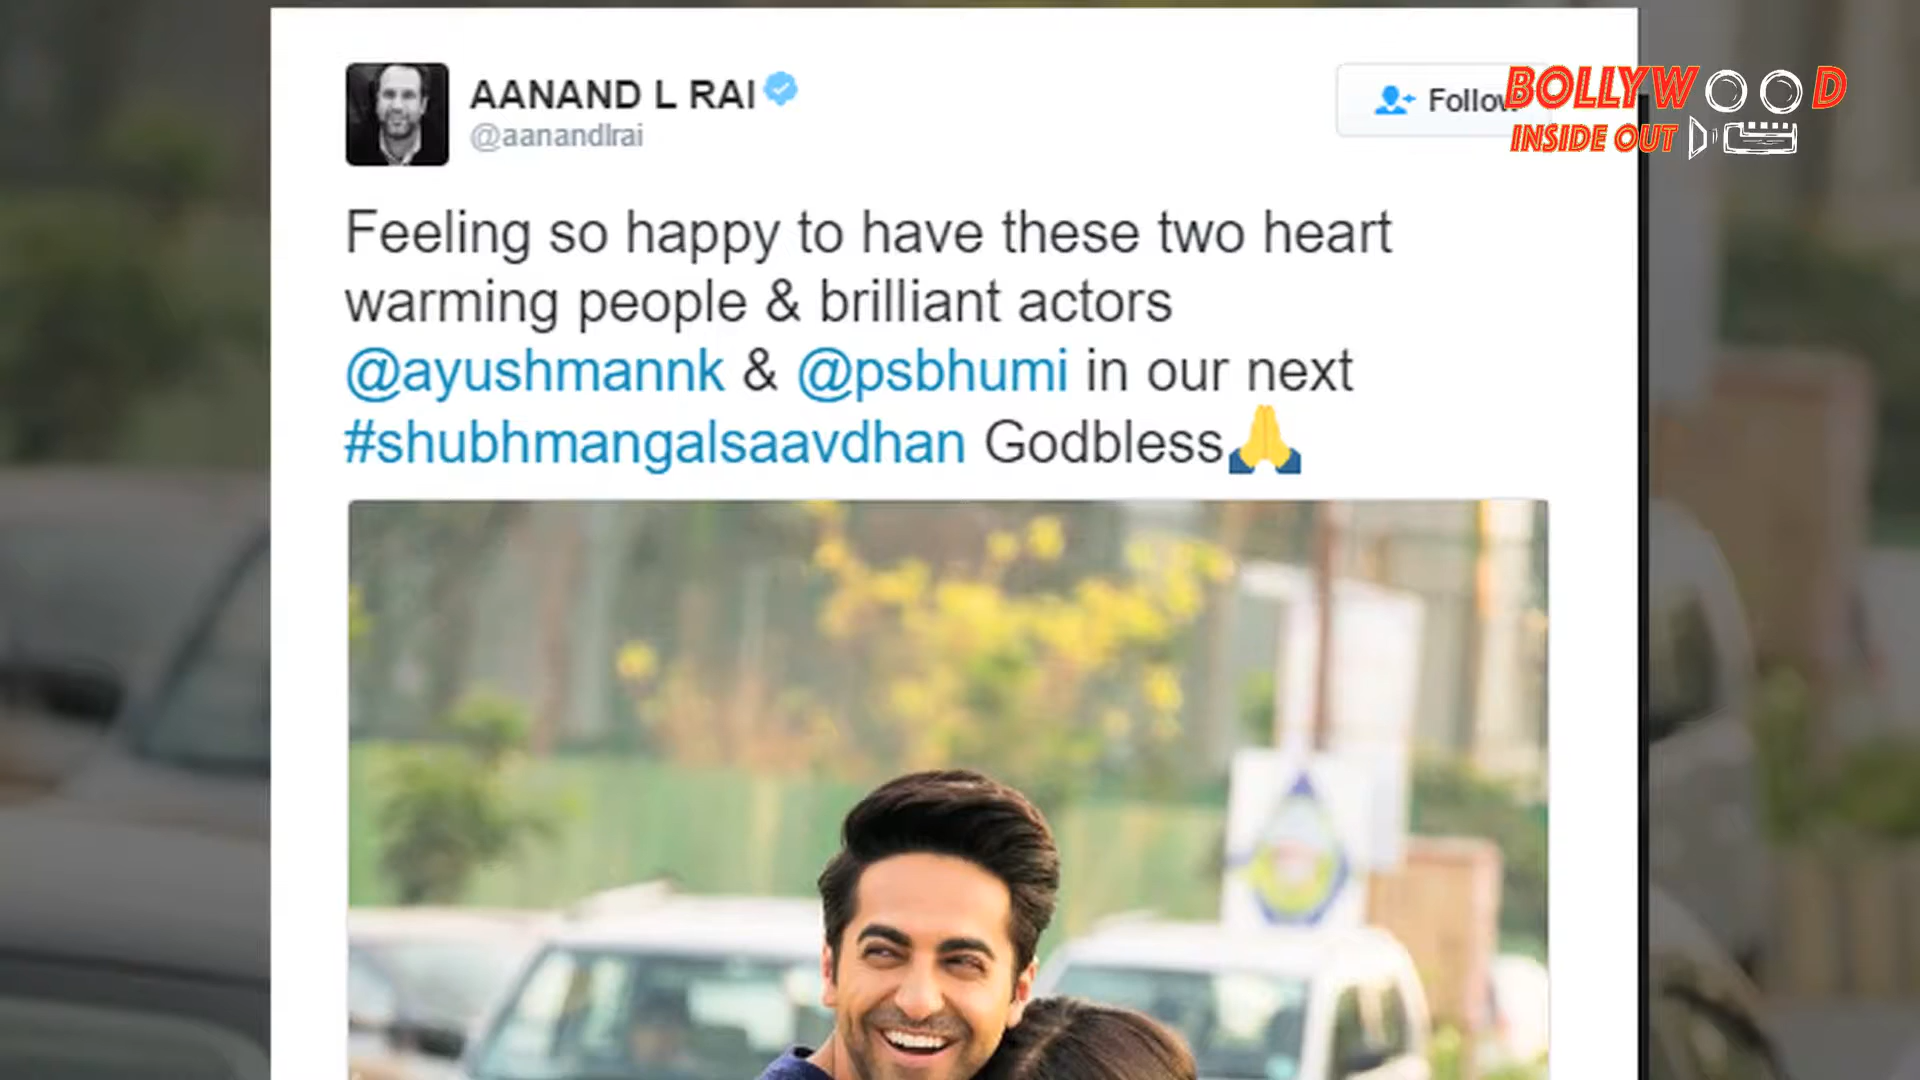 AANAND L RAI
@aanandlrai
Follow
BOLLYWOOD
INSIDE OUT
Feeling so happy to have these two heart
warming people & brilliant actors
@ayushmannk & @psbhumi in our next
#shubhmangalsaavdhan Godbless🙏